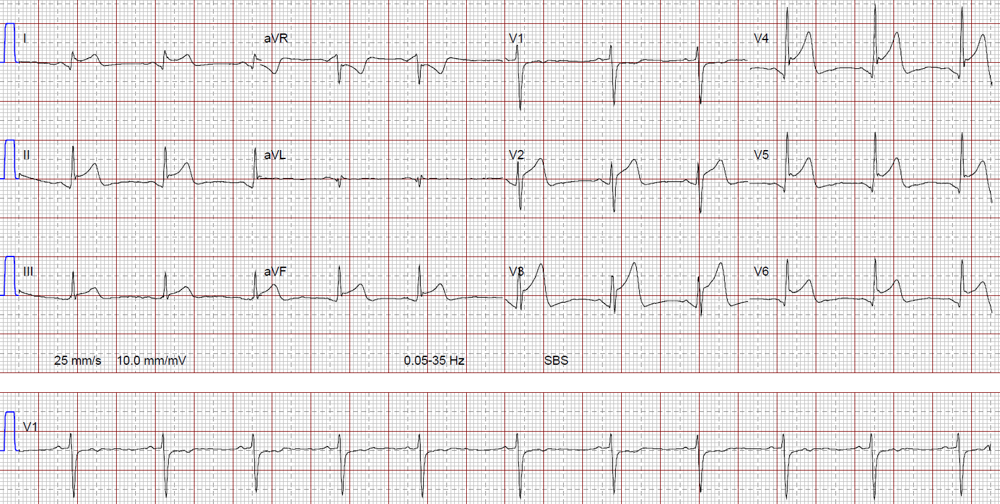 I aVR V1 V4
II aVL V2 V5
III aVF V3 V6
25 mm/s 10.0 mm/mV 0.05-35 Hz SBS
V1